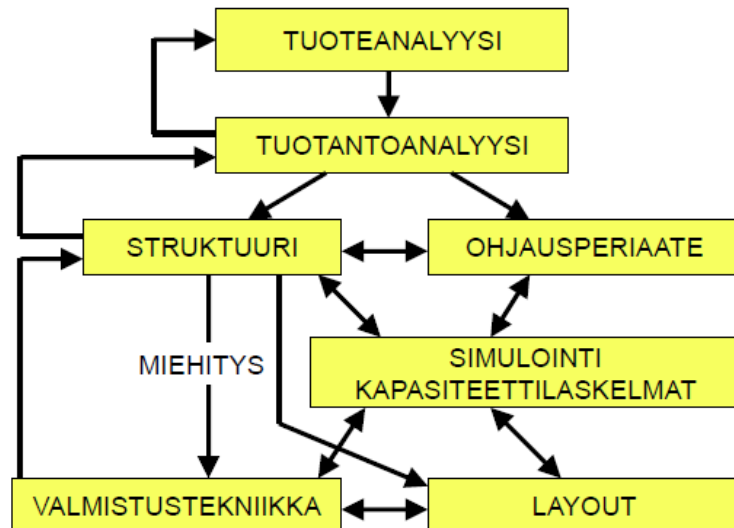 TUOTEANALYYSI
TUOTANTOANALYYSI
STRUKTUURI
OHJAUSPERIAATE
MIEHITYS
SIMULOINTI
KAPASITEETTILASKELMAT
VALMISTUSTEKNIIKKA
LAYOUT